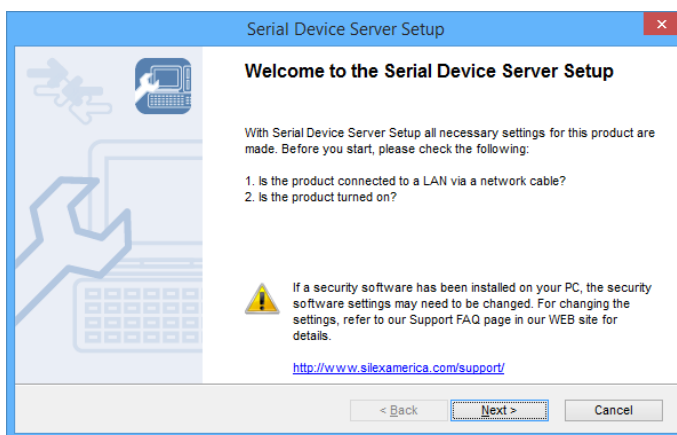 Serial Device Server Setup
Welcome to the Serial Device Server Setup
With Serial Device Server Setup all necessary settings for this product are
made. Before you start, please check the following:
1. Is the product connected to a LAN via a network cable?
2. Is the product turned on?
If a security software has been installed on your PC, the security
software settings may need to be changed. For changing the
settings, refer to our Support FAQ page in our WEB site for
details.
http://www.silexamerica.com/support/
< Back
Next >
Cancel